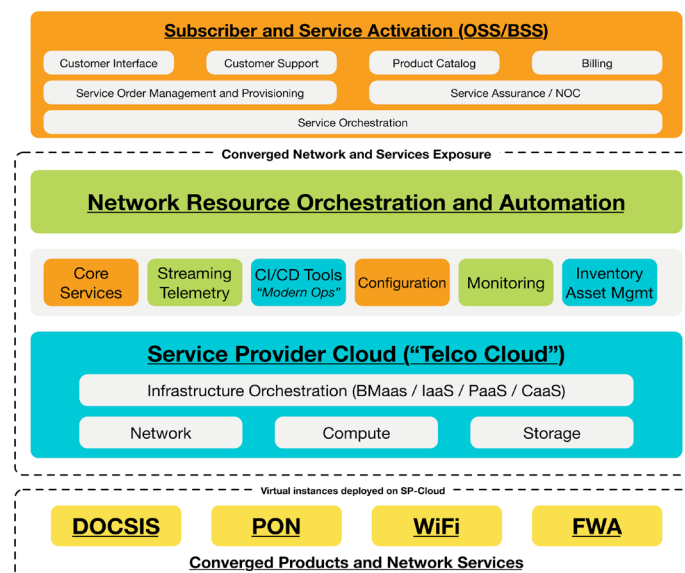 Subscriber and Service Activation (OSS/BSS)
Customer Interface
Customer Support
Product Catalog
Billing
Service Order Management and Provisioning
Service Assurance / NOC
Service Orchestration
Converged Network and Services Exposure
Network Resource Orchestration and Automation
Core
Services
Streaming
Telemetry
CI/CD Tools
“Modern Ops”
Configuration
Monitoring
Inventory
Asset Mgmt
Service Provider Cloud (“Telco Cloud”)
Infrastructure Orchestration (BMaas / IaaS / PaaS / CaaS)
Network
Compute
Storage
Virtual instances deployed on SP-Cloud
DOCSIS
PON
WiFi
FWA
Converged Products and Network Services